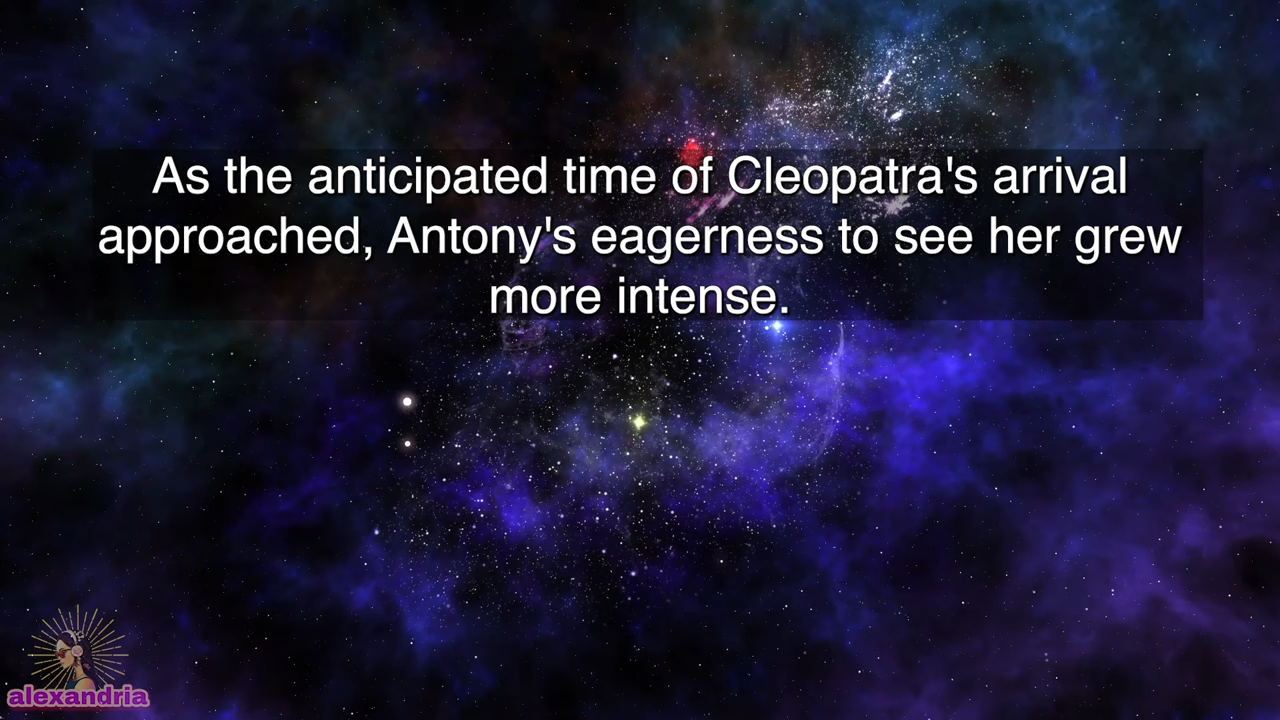 As the anticipated time of Cleopatra's arrival
approached, Antony's eagerness to see her grew
more intense.
alexandria